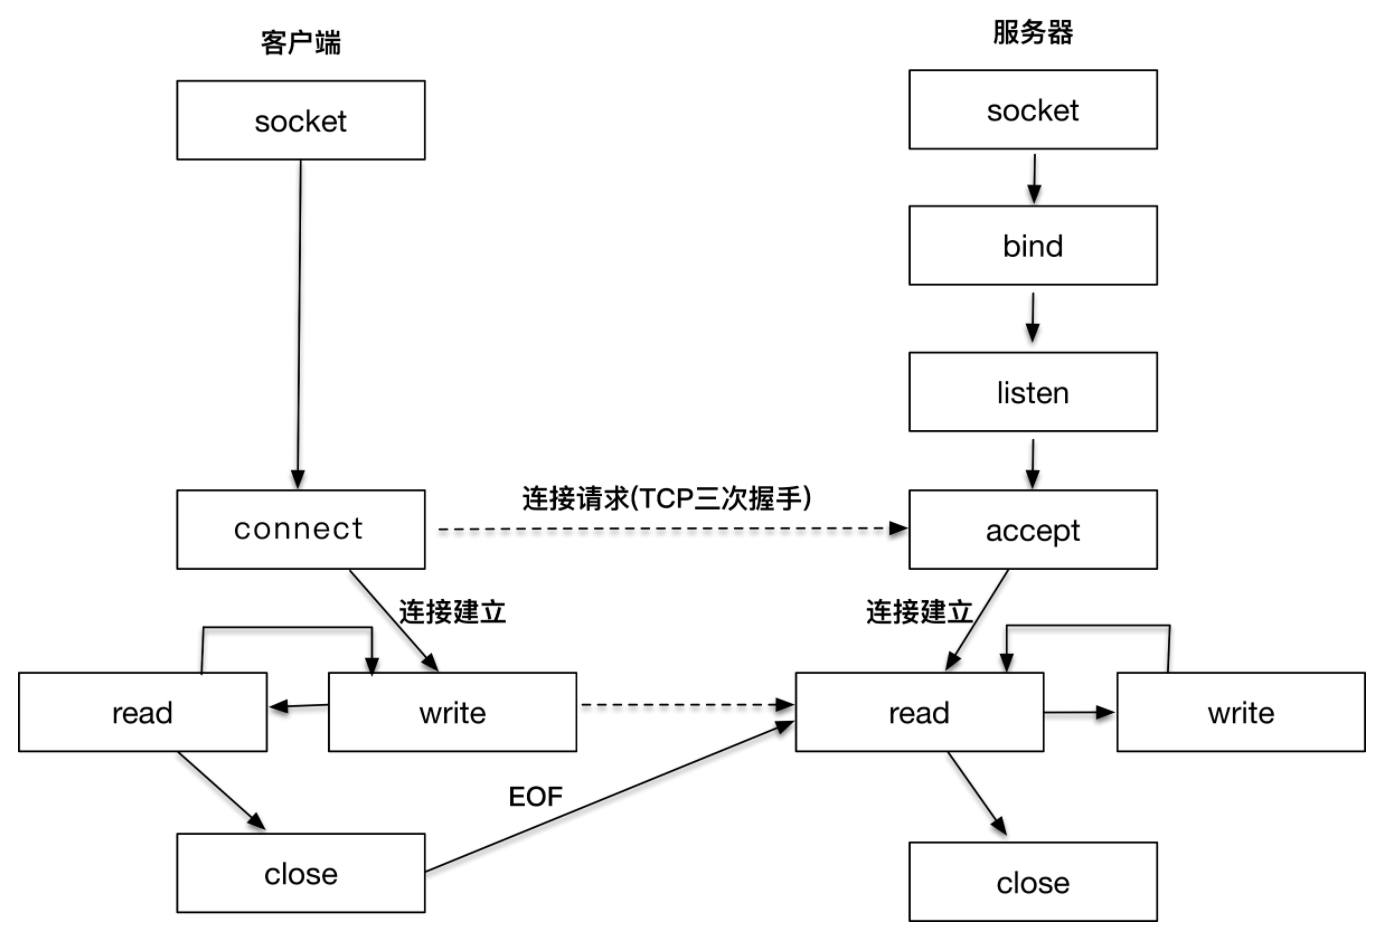 客户端
服务器
socket
socket
bind
listen
连接请求(TCP三次握手)
connect
accept
连接建立
连接建立
read
write
read
write
EOF
close
close